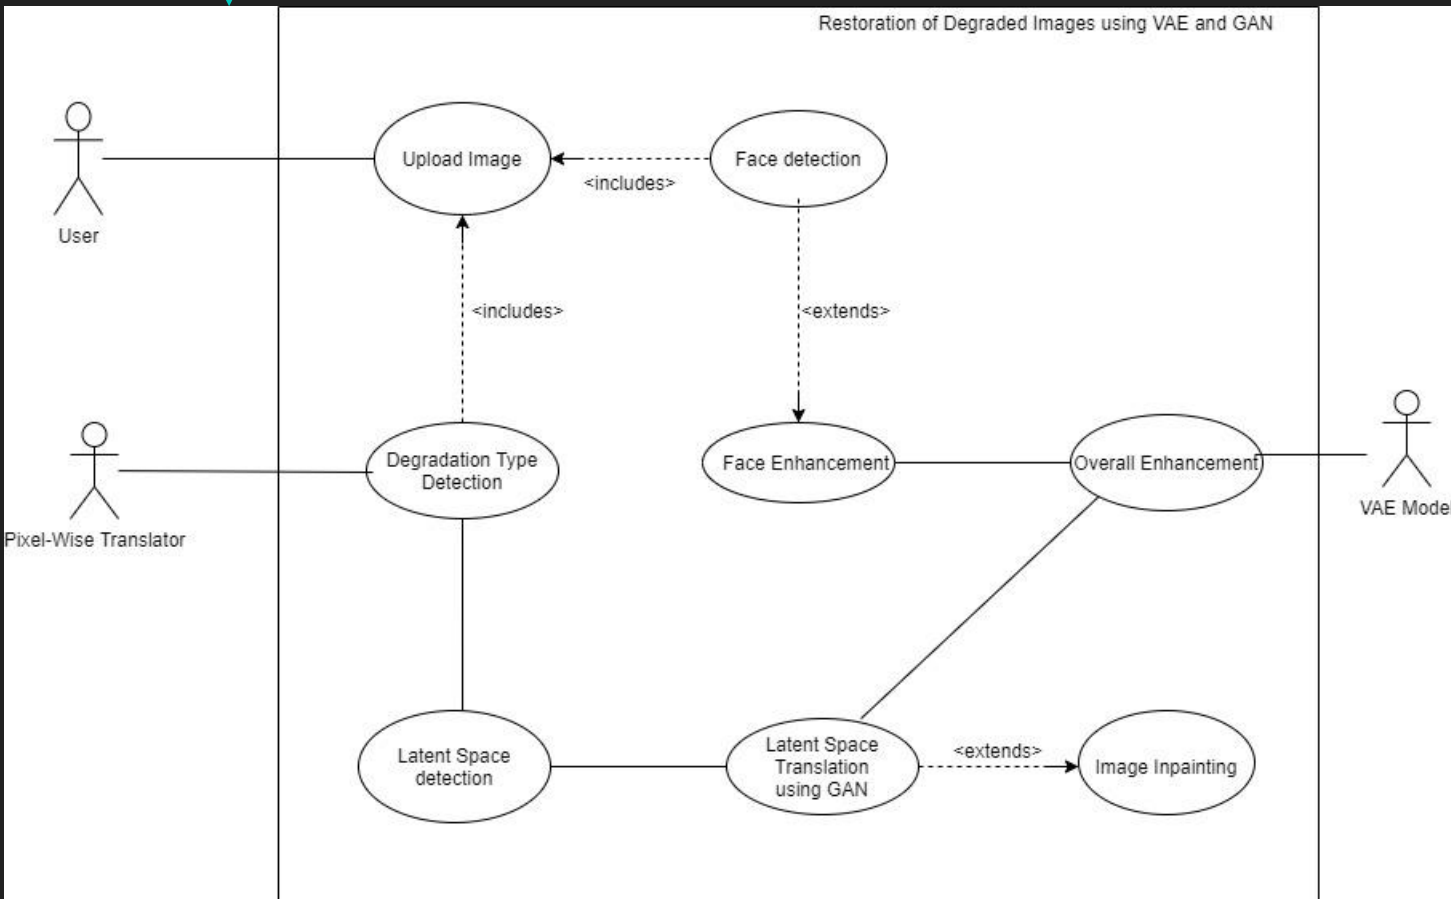 Restoration of Degraded Images using VAE and GAN
Upload Image
Face detection
<includes>
User
<includes>
<extends>
Degradation Type
Detection
Face Enhancement
Overall Enhancement
VAE Model
Pixel-Wise Translator
Latent Space
detection
Latent Space
Translation
using GAN
<extends>
Image Inpainting